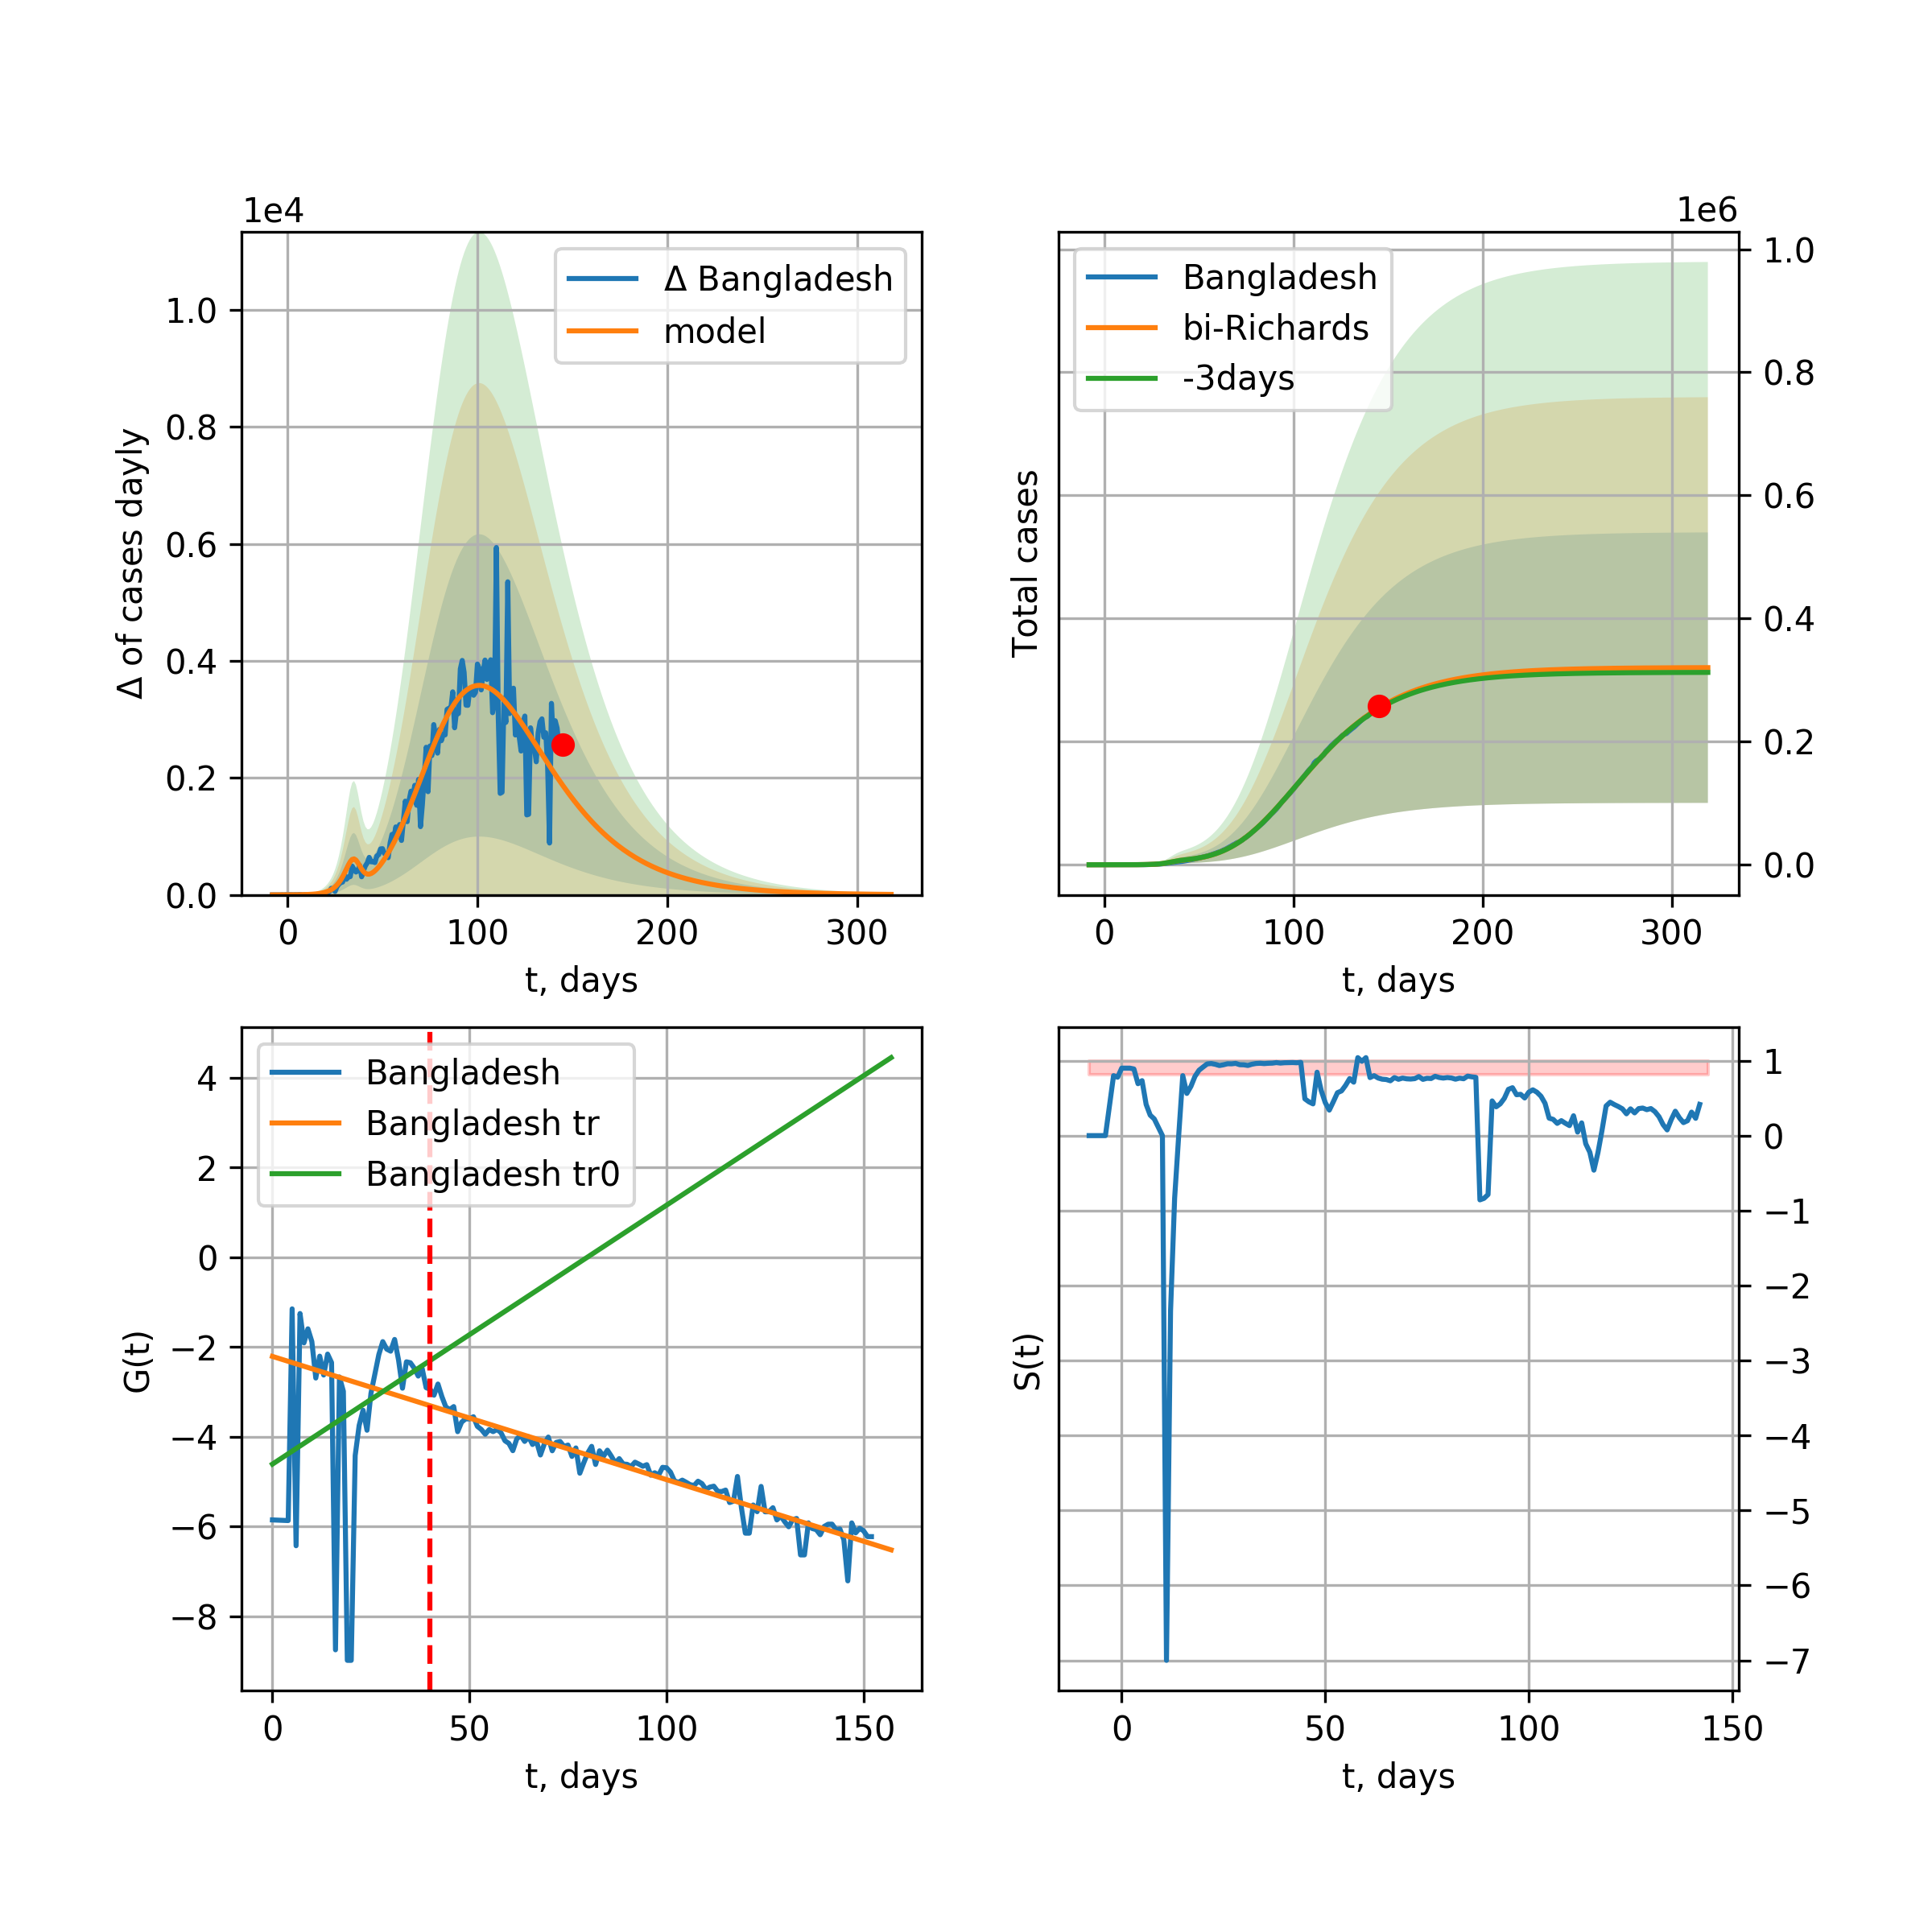 1e4
Δ Bangladesh
model
1.0
0.8
0.6
0.4
0.2
0.0
Δ of cases dayly
0 100 200 300
t, days
1e6
Bangladesh
bi-Richards
-3days
1.0
0.8
0.6
0.4
0.2
0.0
Total cases
0 100 200 300
t, days
Bangladesh
Bangladesh tr
Bangladesh tr0
4
2
0
−2
−4
−6
−8
G(t)
0 50 100 150
t, days
1
0
−1
−2
−3
−4
−5
−6
−7
S(t)
0 50 100 150
t, days